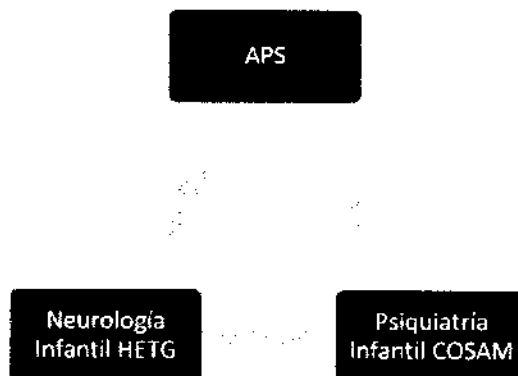 APS
Neurología
Infantil HETG
Psiquiatría
Infantil COSAM